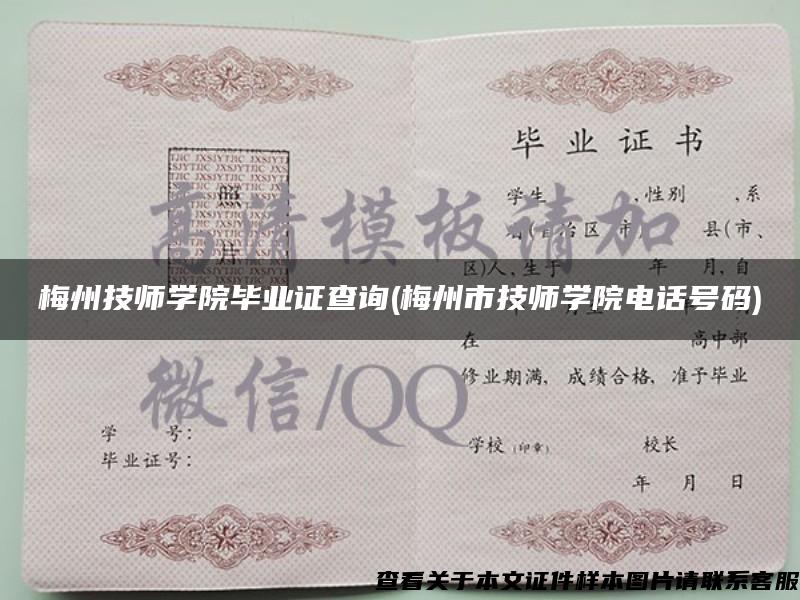 毕业证书
照
片
学生 ,性别 ,系
(自治区 市) 县(市、
区)人,生于 年 月,自
高清模板请加
梅州技师学院毕业证查询(梅州市技师学院电话号码)
在 高中部
修业期满, 成绩合格, 准予毕业
微信/QQ
学 号:
毕业证号:
学校(印章) 校长
年 月 日
查看关于本文证件样本图片请联系客服